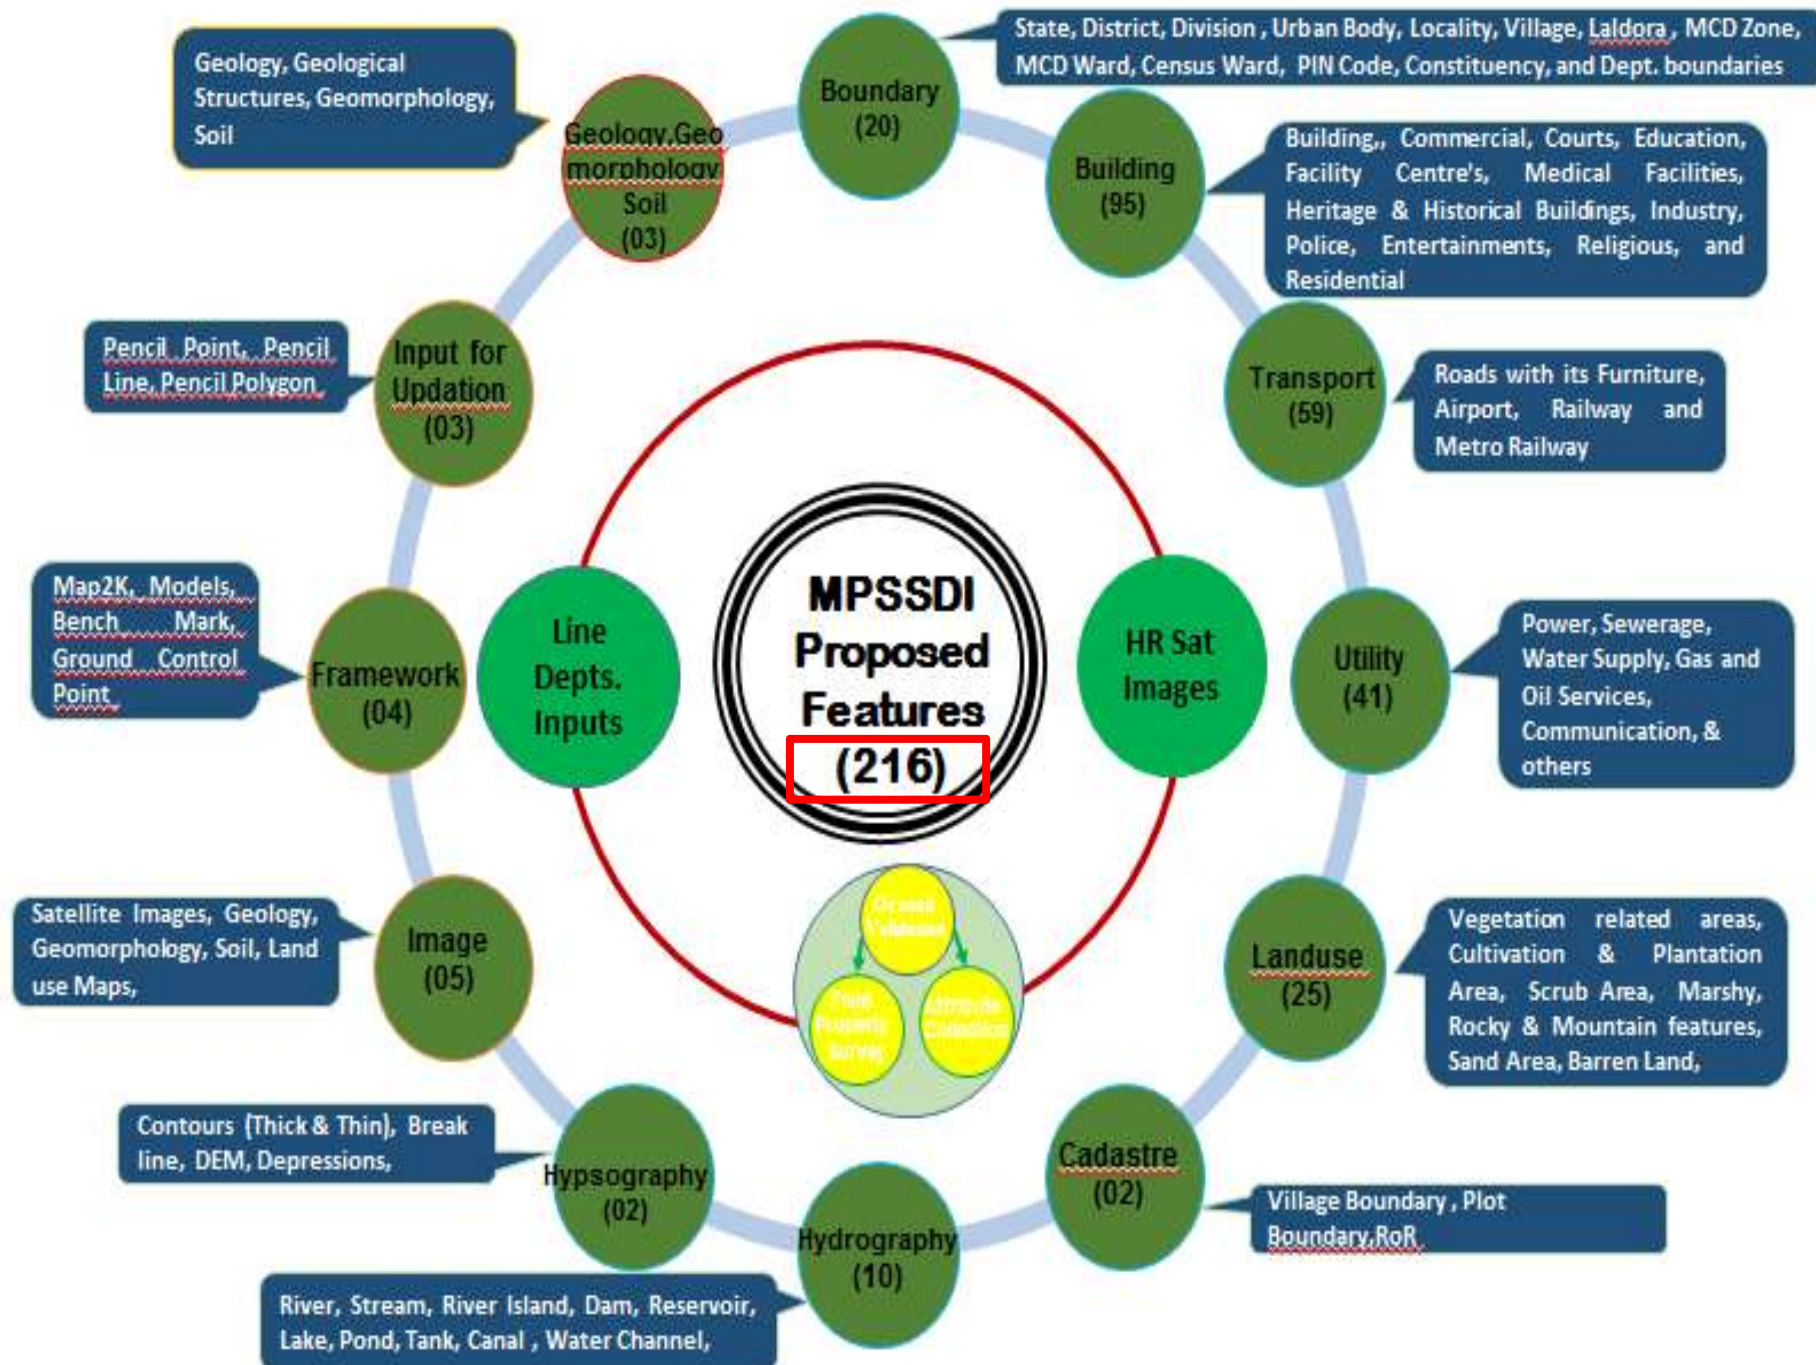 State, District, Division , Urban Body, Locality, Village, Laldora , MCD Zone,
MCD Ward, Census Ward, PIN Code, Constituency, and Dept. boundaries
Boundary
(20)
Geology, Geological
Structures, Geomorphology,
Soil
Geology,Geo
morphology
Soil
(03)
Building
(95)
Building,, Commercial, Courts, Education,
Facility Centre's, Medical Facilities,
Heritage & Historical Buildings, Industry,
Police, Entertainments, Religious, and
Residential
Pencil Point, Pencil
Line, Pencil Polygon
Input for
Updation
(03)
Transport
(59)
Roads with its Furniture,
Airport, Railway and
Metro Railway
Map2K, Models,
Bench Mark,
Ground Control
Point
Framework
(04)
Line
Depts.
Inputs
MPSSDI
Proposed
Features
(216)
HR Sat
Images
Utility
(41)
Power, Sewerage,
Water Supply, Gas and
Oil Services,
Communication, &
others
Satellite Images, Geology,
Geomorphology, Soil, Land
use Maps,
Image
(05)
Landuse
(25)
Vegetation related areas,
Cultivation & Plantation
Area, Scrub Area, Marshy,
Rocky & Mountain features,
Sand Area, Barren Land,
Contours (Thick & Thin), Break
line, DEM, Depressions,
Hypsography
(02)
Cadastre
(02)
Village Boundary , Plot
Boundary,RoR
Hydrography
(10)
River, Stream, River Island, Dam, Reservoir,
Lake, Pond, Tank, Canal , Water Channel,